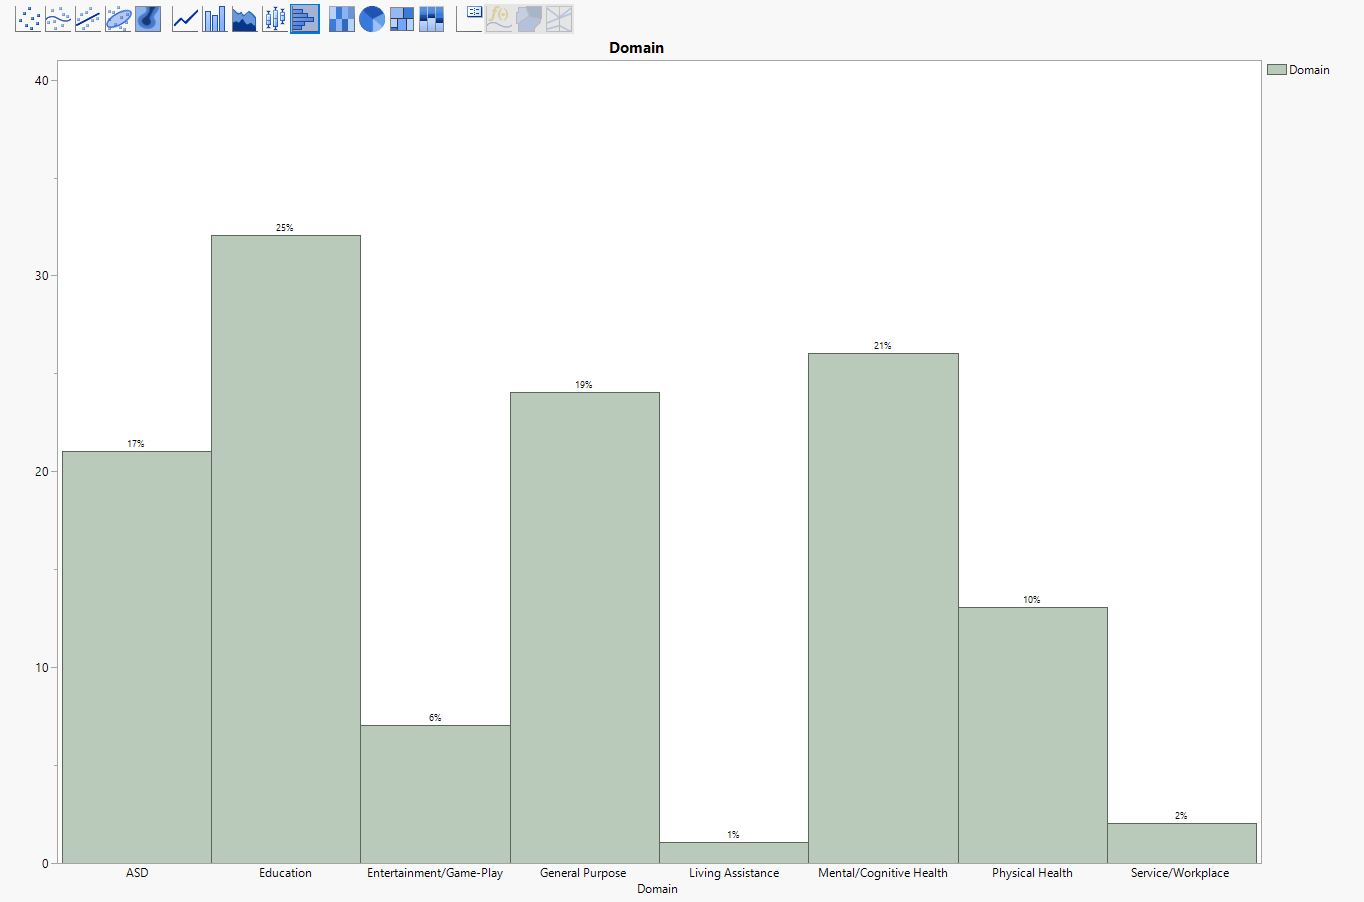 Domain
Domain
40
30
20
10
0
17%
25%
6%
19%
1%
21%
10%
2%
ASD
Education
Entertainment/Game-Play
General Purpose
Living Assistance
Mental/Cognitive Health
Physical Health
Service/Workplace
Domain